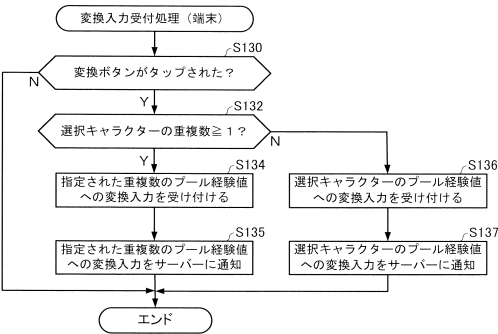 変換入力受付処理（端末）
S130
変換ボタンがタップされた？
N
Y
S132
選択キャラクターの重複数≧１？
N
Y
S134
指定された重複数のプール経験値
への変換入力を受け付ける
S136
選択キャラクターのプール経験値
への変換入力を受け付ける
S135
指定された重複数のプール経験値
への変換入力をサーバーに通知
S137
選択キャラクターのプール経験値
への変換入力をサーバーに通知
エンド